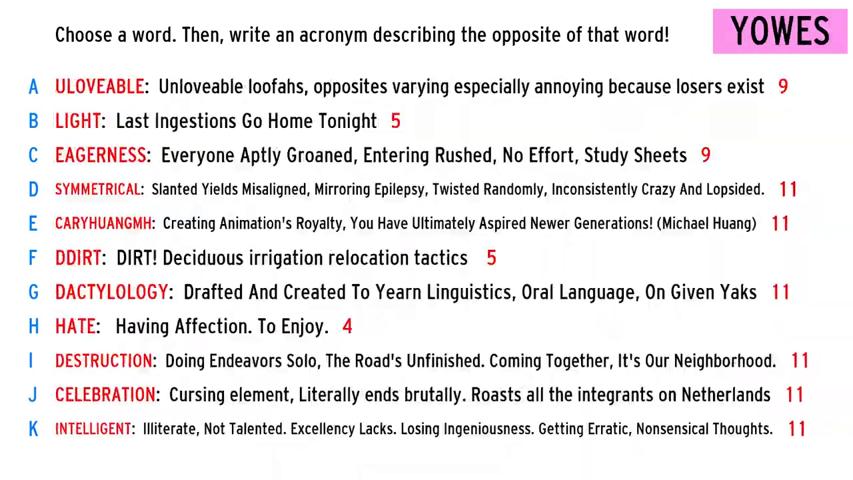 Choose a word. Then, write an acronym describing the opposite of that word!
YOWES
A ULOVEABLE: Unloveable loofahs, opposites varying especially annoying because losers exist 9
B LIGHT: Last Ingestions Go Home Tonight 5
C EAGERNESS: Everyone Aptly Groaned, Entering Rushed, No Effort, Study Sheets 9
D SYMMETRICAL: Slanted Yields Misaligned, Mirroring Epilepsy, Twisted Randomly, Inconsistently Crazy And Lopsided. 11
E CARYHUANGMH: Creating Animation's Royalty, You Have Ultimately Aspired Newer Generations! (Michael Huang) 11
F DDIRT: DIRT! Deciduous irrigation relocation tactics 5
G DACTYLOLOGY: Drafted And Created To Yearn Linguistics, Oral Language, On Given Yaks 11
H HATE: Having Affection. To Enjoy. 4
I DESTRUCTION: Doing Endeavors Solo, The Road's Unfinished. Coming Together, It's Our Neighborhood. 11
J CELEBRATION: Cursing element, Literally ends brutally. Roasts all the integrants on Netherlands 11
K INTELLIGENT: Illiterate, Not Talented. Excellency Lacks. Losing Ingeniousness. Getting Erratic, Nonsensical Thoughts. 11